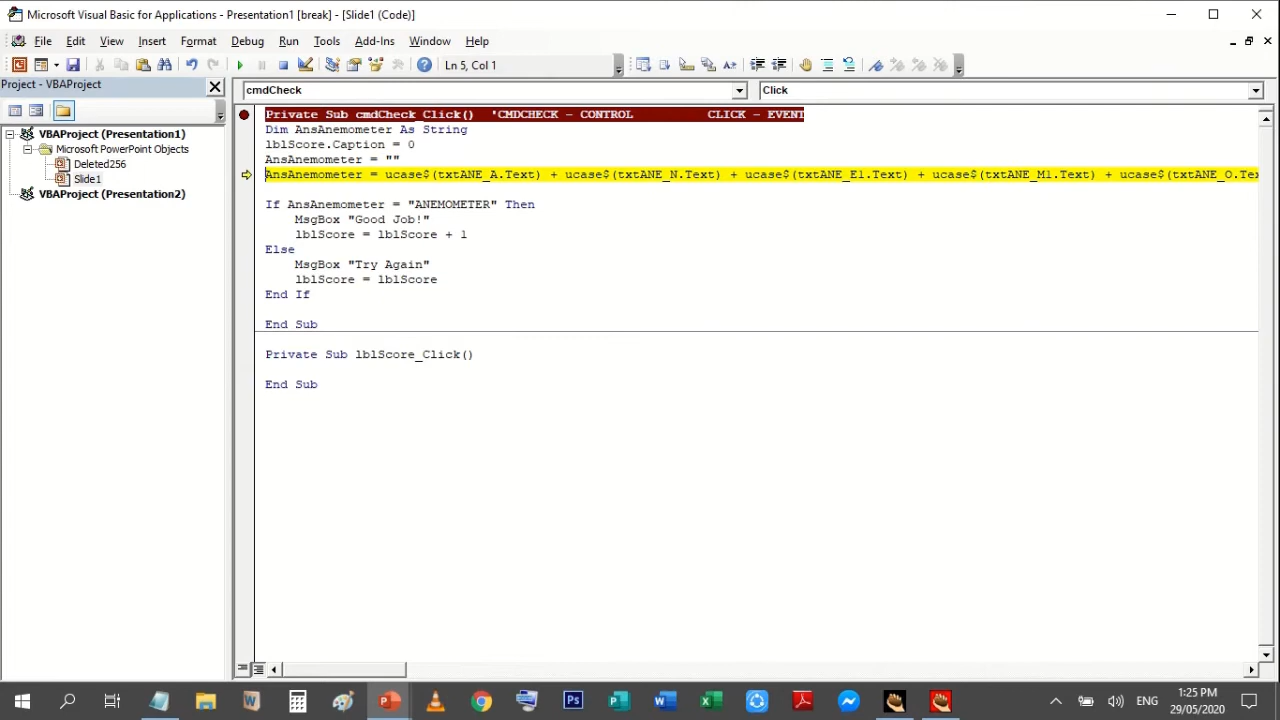 Microsoft Visual Basic for Applications - Presentation1 [break] - [Slide1 (Code)]
File Edit View Insert Format Debug Run Tools Add-Ins Window Help
Ln 5, Col 1
Project - VBAProject
cmdCheck Click
VBAProject (Presentation1)
Microsoft PowerPoint Objects
Deleted256
Slide1
VBAProject (Presentation2)
Private Sub cmdCheck_Click() 'CMDCHECK - CONTROL CLICK - EVENT
Dim AnsAnemometer As String
lblScore.Caption = 0
AnsAnemometer = ""
AnsAnemometer = ucase$(txtANE_A.Text) + ucase$(txtANE_N.Text) + ucase$(txtANE_E1.Text) + ucase$(txtANE_M1.Text) + ucase$(txtANE_O.Tex
If AnsAnemometer = "ANEMOMETER" Then
MsgBox "Good Job!"
lblScore = lblScore + 1
Else
MsgBox "Try Again"
lblScore = lblScore
End If
End Sub
Private Sub lblScore_Click()
End Sub
ENG
1:25 PM
29/05/2020